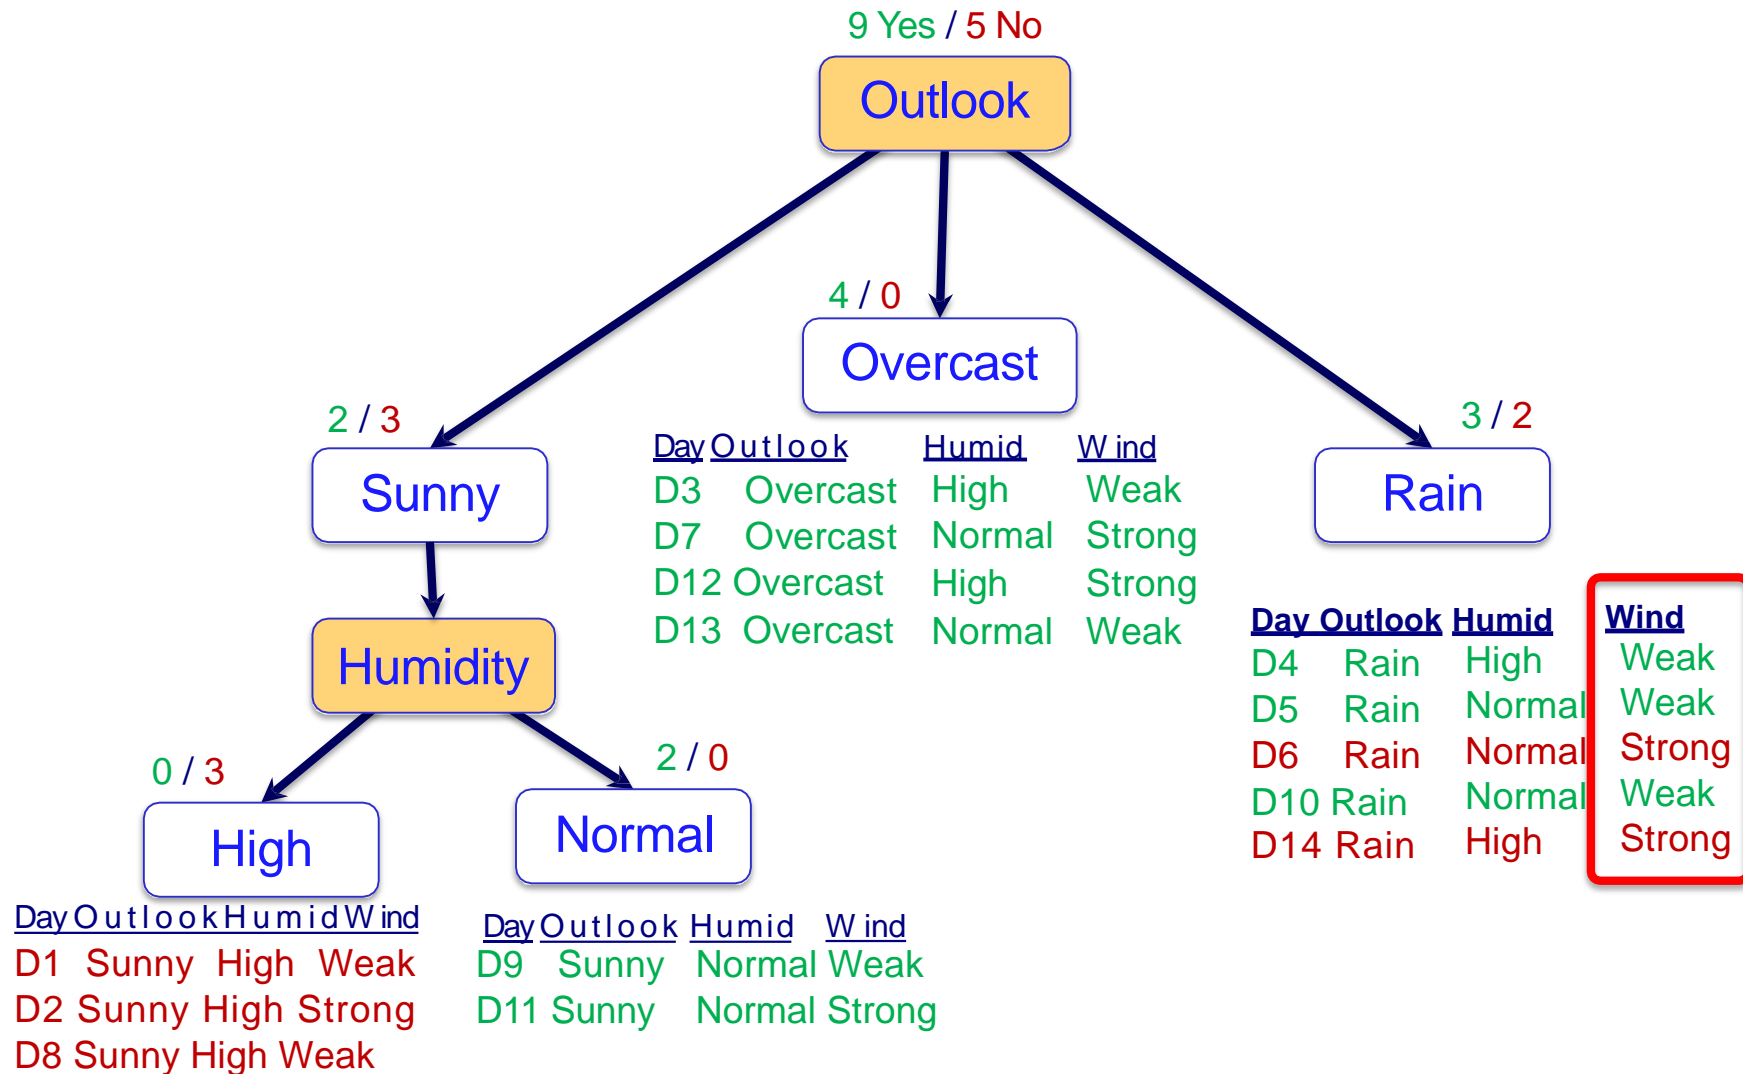 9 Yes / 5 No
Outlook
4 / 0
Overcast
2 / 3
Sunny
3 / 2
Rain
Day Outlook Humid Wind
D3 Overcast High Weak
D7 Overcast Normal Strong
D12 Overcast High Strong
D13 Overcast Normal Weak
Day Outlook Humid Wind
D4 Rain High Weak
D5 Rain Normal Weak
D6 Rain Normal Strong
D10 Rain Normal Weak
D14 Rain High Strong
Humidity
0 / 3
High
2 / 0
Normal
Day Outlook Humid Wind
D1 Sunny High Weak
D2 Sunny High Strong
D8 Sunny High Weak
Day Outlook Humid Wind
D9 Sunny Normal Weak
D11 Sunny Normal Strong